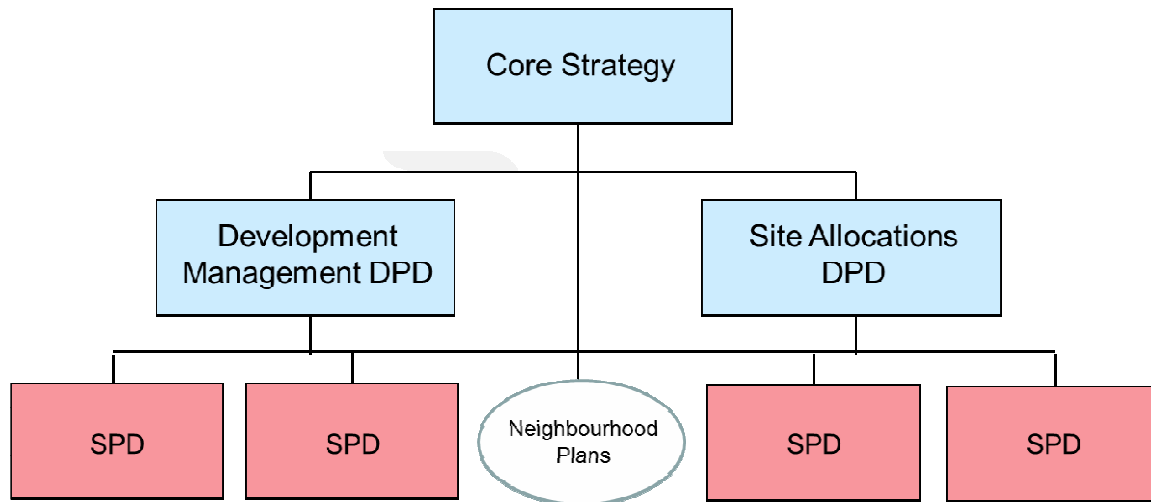 Core Strategy
Development
Management DPD
Site Allocations
DPD
SPD
SPD
Neighbourhood
Plans
SPD
SPD